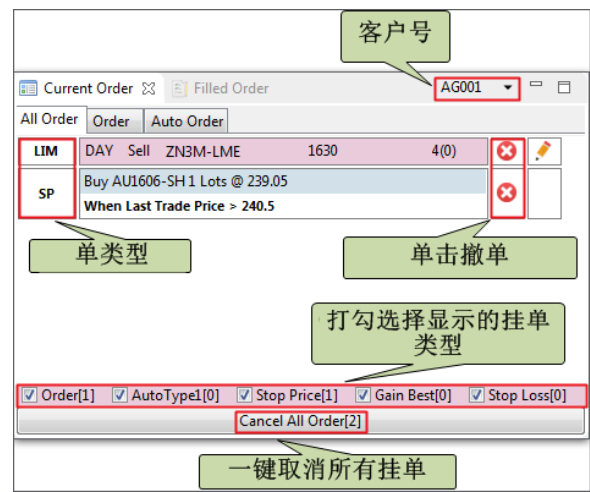 客户号
Current Order
Filled Order
AG001
All Order
Order
Auto Order
LIM
DAY Sell ZN3M-LME 1630 4(0)
SP
Buy AU1606-SH 1 Lots @ 239.05
When Last Trade Price > 240.5
单类型
单击撤单
打勾选择显示的挂单
类型
Order[1] AutoType1[0] Stop Price[1] Gain Best[0] Stop Loss[0]
Cancel All Order[2]
一键取消所有挂单